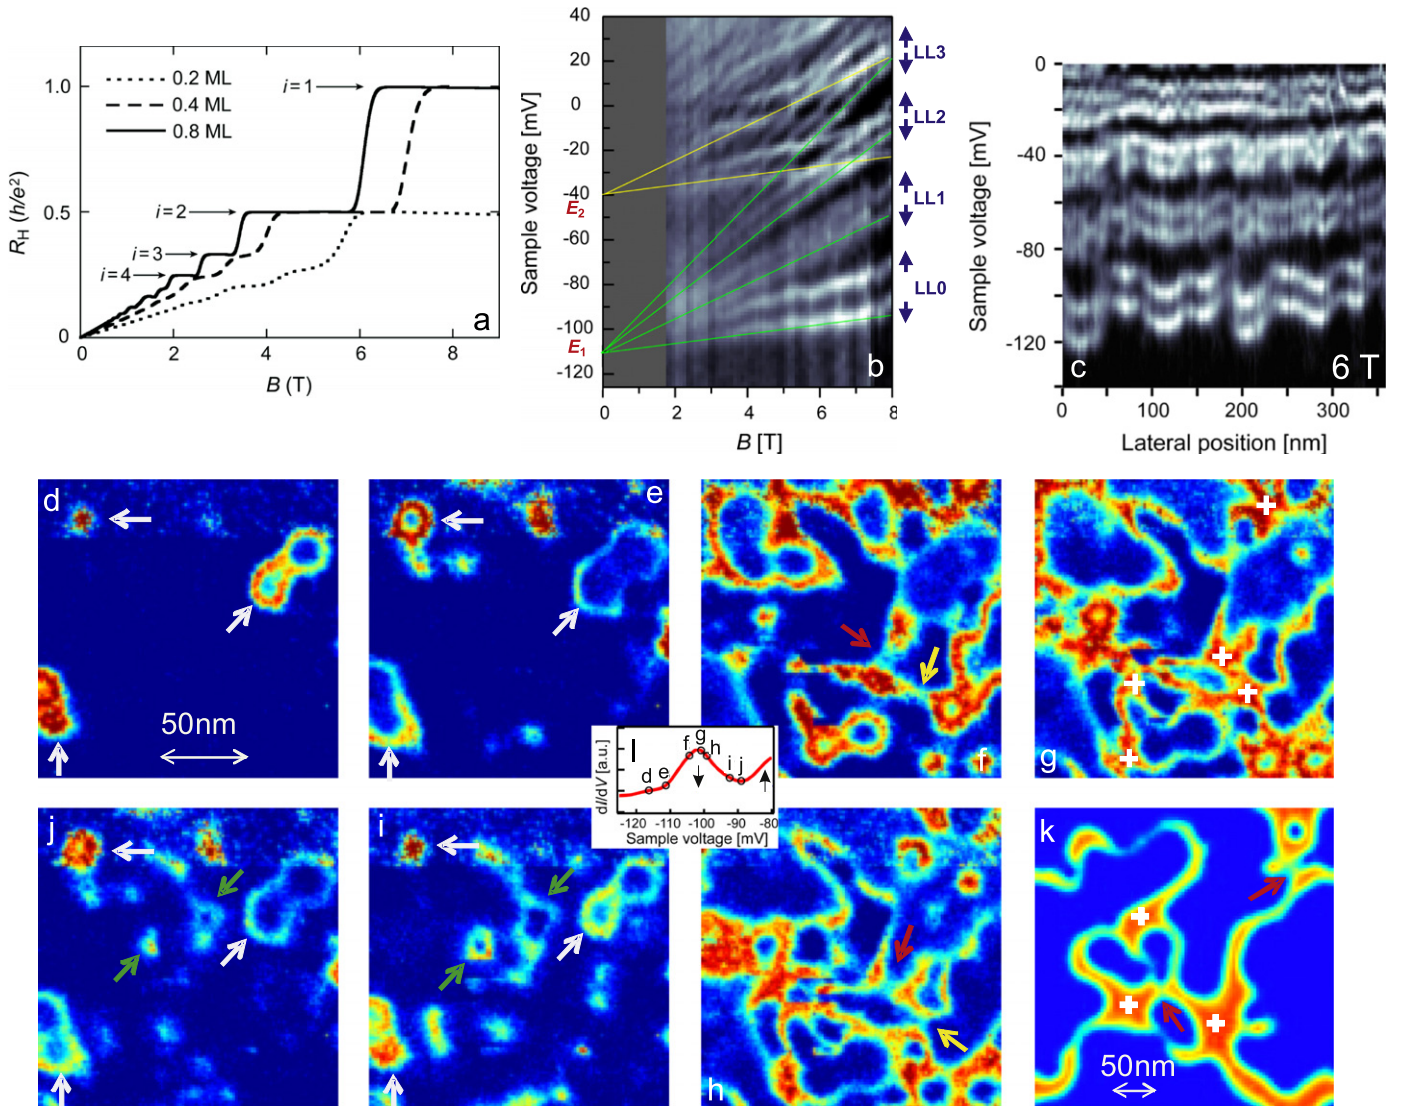 0.2 ML
0.4 ML
0.8 ML
i = 1
i = 2
i = 3
i = 4
1.0
0.5
0
R_H (h/e²)
0 2 4 6 8
B (T)
a
40
20
0
-20
-40
-60
-80
-100
-120
Sample voltage [mV]
E₂
E₁
LL3
LL2
LL1
LL0
b
0 2 4 6 8
B [T]
0
-40
-80
-120
Sample voltage [mV]
c
6 T
0 100 200 300
Lateral position [nm]
d
50nm
e
f
g
l
d e f g h i j
dI/dV [a.u.]
-120 -110 -100 -90 -80
Sample voltage [mV]
j
i
h
k
50nm